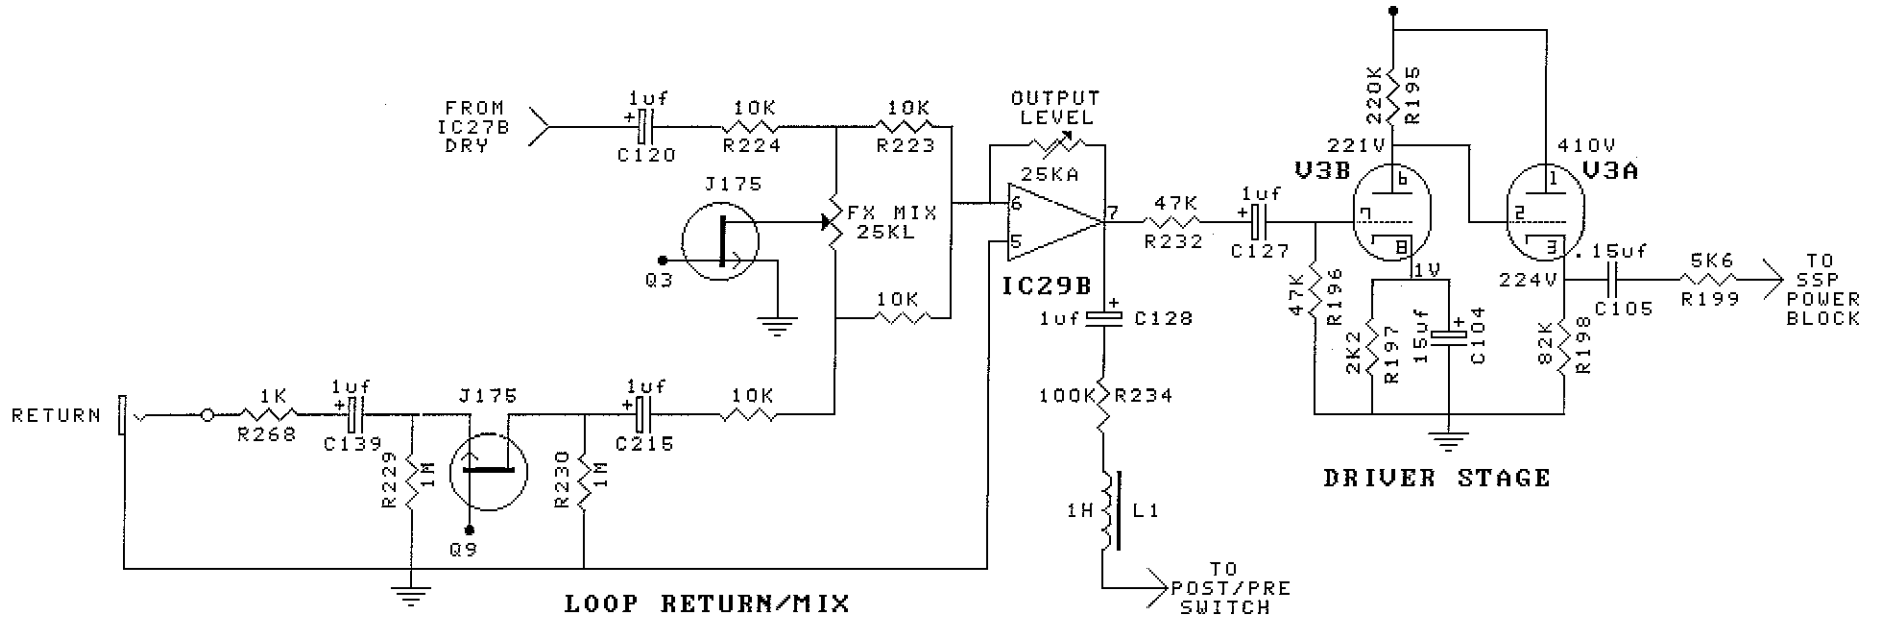 FROM
IC27B
DRY
+
1uf
C120
10K
R224
10K
R223
J175
Q3
FX MIX
25KL
10K
OUTPUT
LEVEL
25KA
6
5
7
IC29B
47K
R232
+
1uf
C127
47K
R196
220K
R195
221V
V3B
6
7
8
1V
2K2
R197
15uf
+
C104
410V
V3A
1
2
3
224V
82K
R198
.15uf
C105
5K6
R199
TO
SSP
POWER
BLOCK
DRIVER STAGE
1uf
+
C128
100K
R234
1H
L1
TO
POST/PRE
SWITCH
RETURN
1K
R268
+
1uf
C139
R229
1M
J175
Q9
R230
1M
+
1uf
C215
10K
LOOP RETURN/MIX